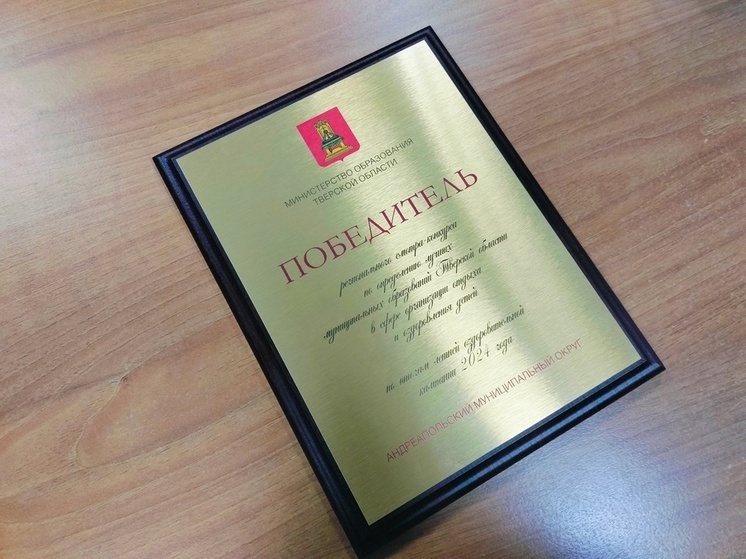 МИНИСТЕРСТВО ОБРАЗОВАНИЯ
ТВЕРСКОЙ ОБЛАСТИ
ПОБЕДИТЕЛЬ
регионального смотра-конкурса
по определению лучших
муниципальных образований Тверской области
в сфере организации отдыха
и оздоровления детей
по итогам летней оздоровительной
кампании 2024 года
АНДРЕАПОЛЬСКИЙ МУНИЦИПАЛЬНЫЙ ОКРУГ